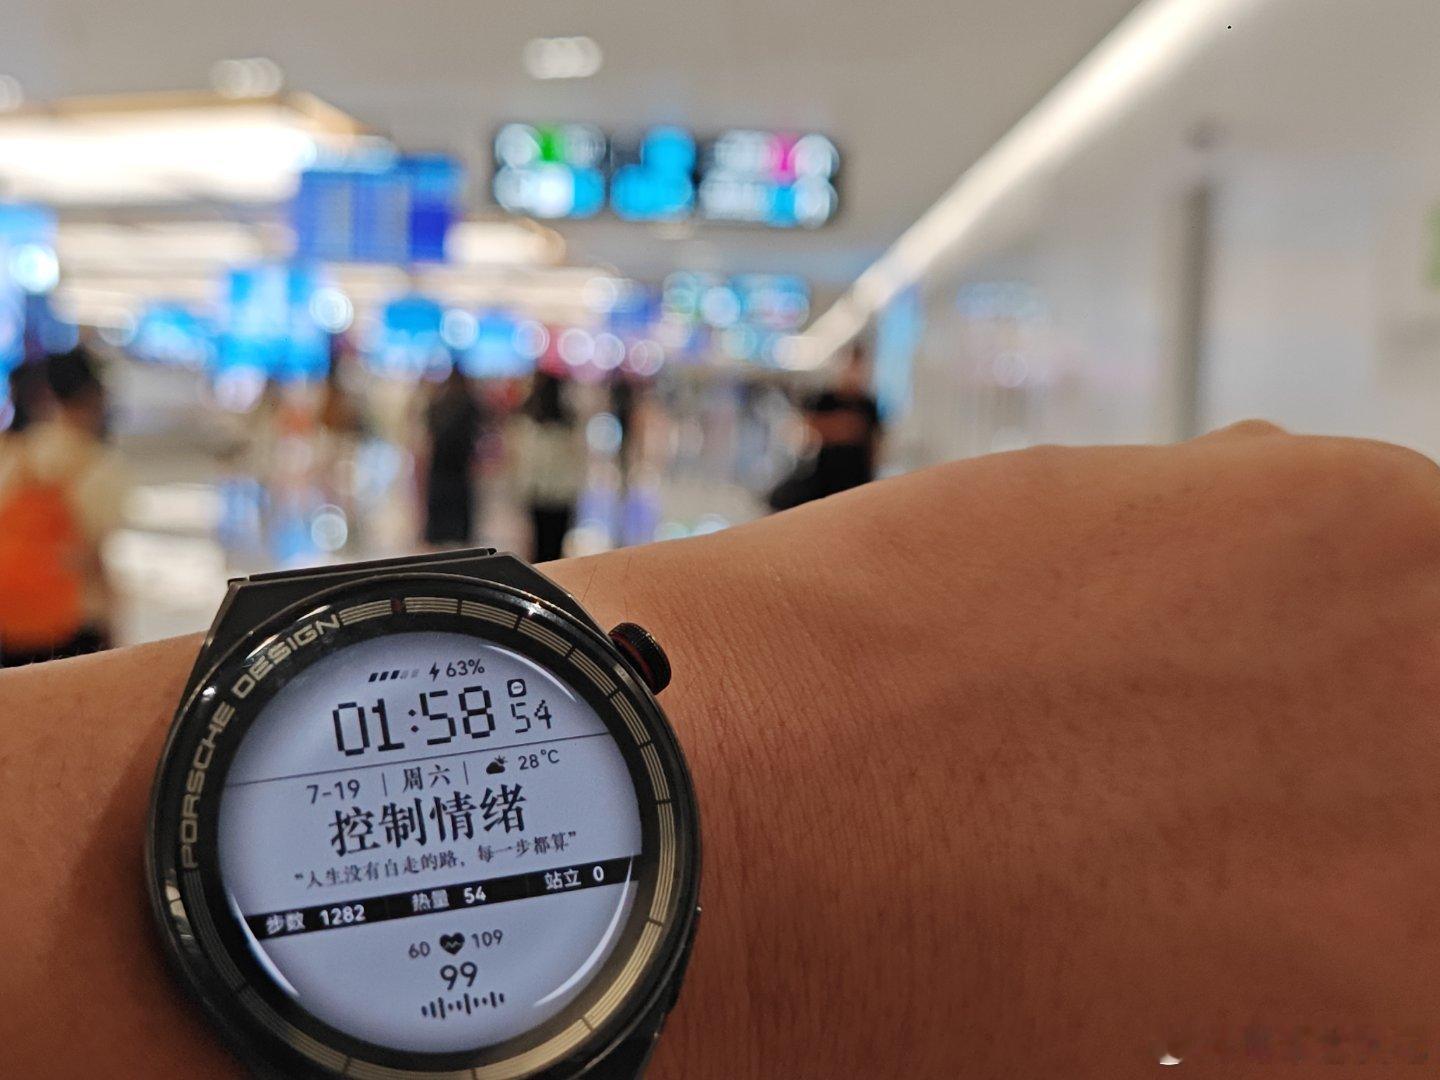 PORSCHE DESIGN
63%
01:58 54
7-19 | 周六 | 28°C
控制情绪
“人生没有白走的路，每一步都算”
步数 1282 热量 54 站立 0
60 109
99